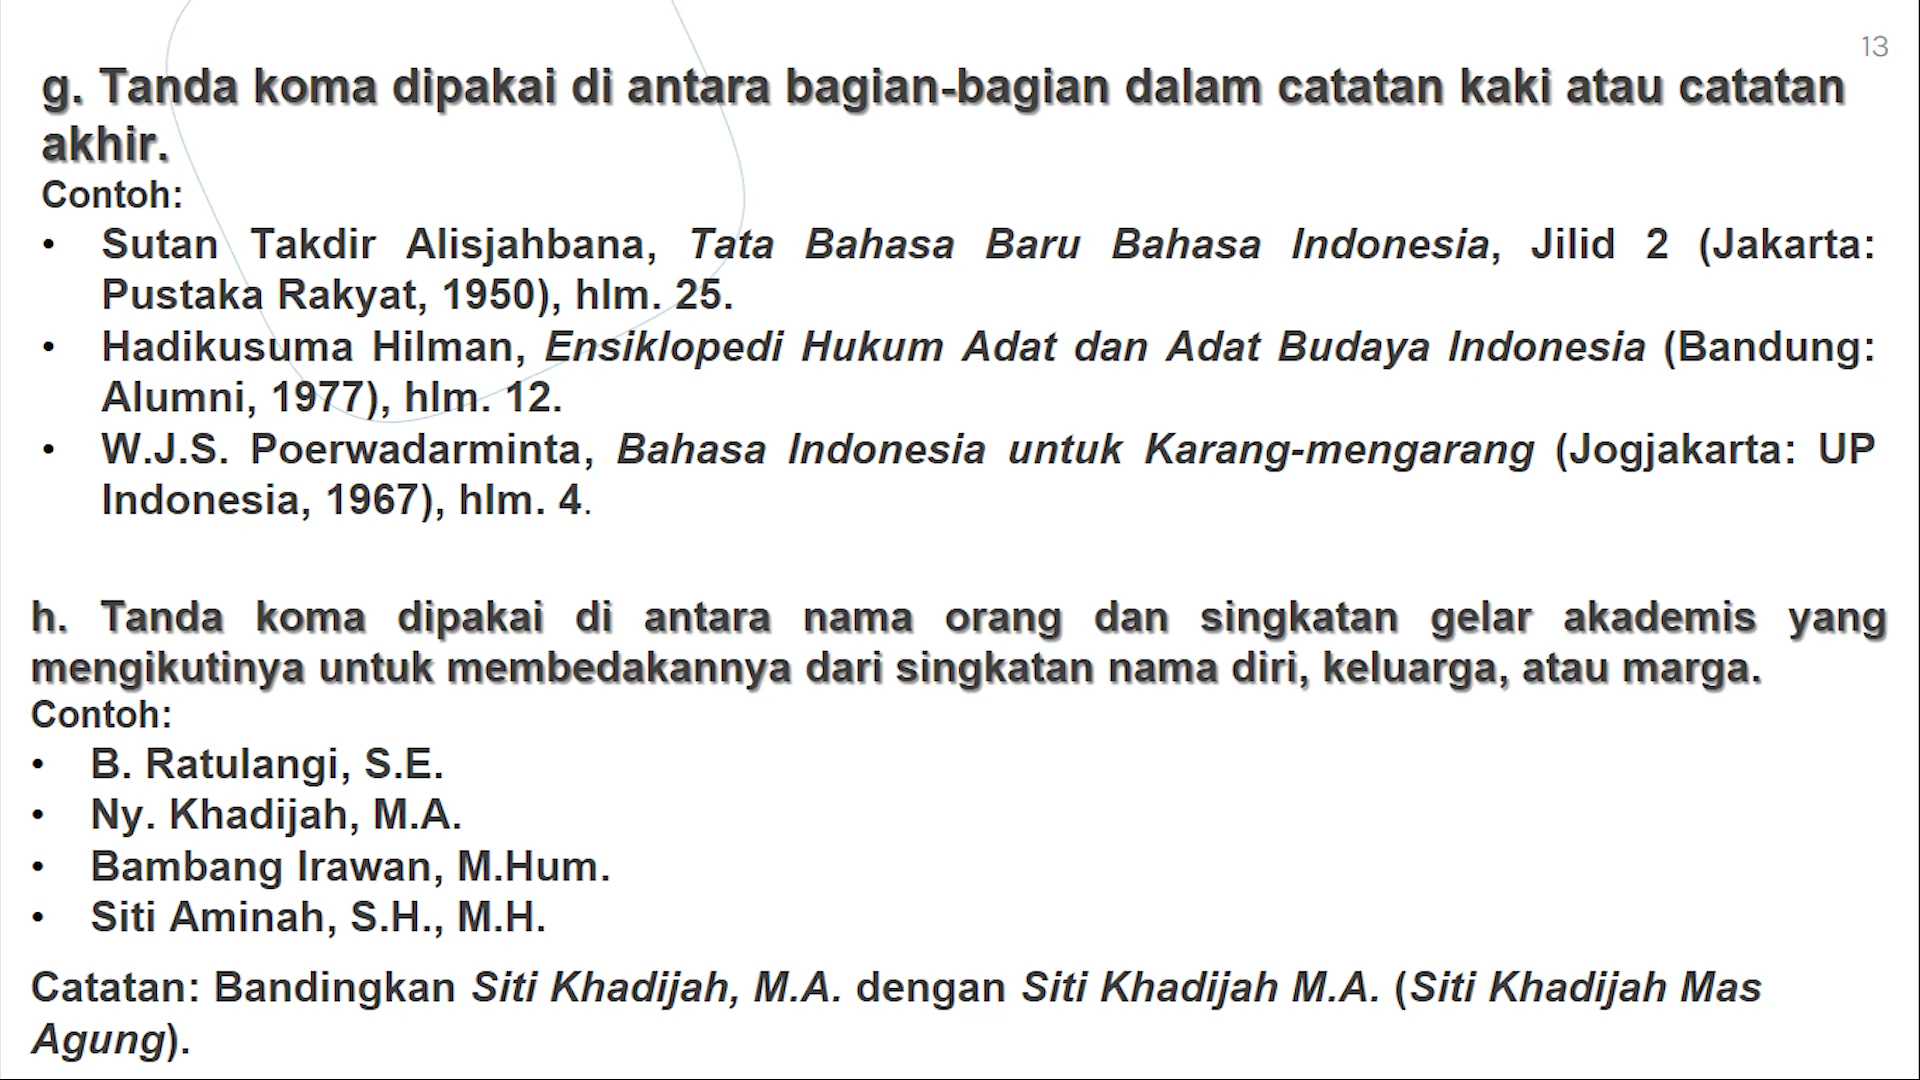 13
g. Tanda koma dipakai di antara bagian-bagian dalam catatan kaki atau catatan
akhir.
Contoh:
• Sutan Takdir Alisjahbana, Tata Bahasa Baru Bahasa Indonesia, Jilid 2 (Jakarta:
Pustaka Rakyat, 1950), hlm. 25.
• Hadikusuma Hilman, Ensiklopedi Hukum Adat dan Adat Budaya Indonesia (Bandung:
Alumni, 1977), hlm. 12.
• W.J.S. Poerwadarminta, Bahasa Indonesia untuk Karang-mengarang (Jogjakarta: UP
Indonesia, 1967), hlm. 4.
h. Tanda koma dipakai di antara nama orang dan singkatan gelar akademis yang
mengikutinya untuk membedakannya dari singkatan nama diri, keluarga, atau marga.
Contoh:
• B. Ratulangi, S.E.
• Ny. Khadijah, M.A.
• Bambang Irawan, M.Hum.
• Siti Aminah, S.H., M.H.
Catatan: Bandingkan Siti Khadijah, M.A. dengan Siti Khadijah M.A. (Siti Khadijah Mas
Agung).